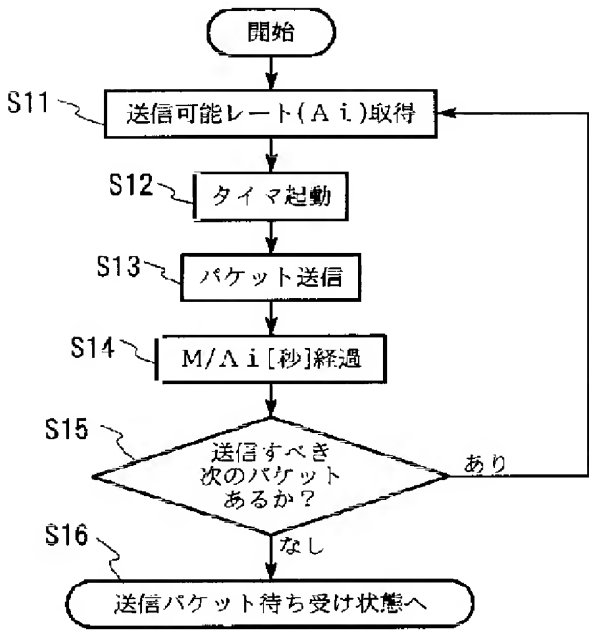 開始
S11
送信可能レート(Ai)取得
S12
タイマ起動
S13
パケット送信
S14
M/Ai[秒]経過
S15
送信すべき
次のパケット
あるか？
あり
S16
なし
送信パケット待ち受け状態へ